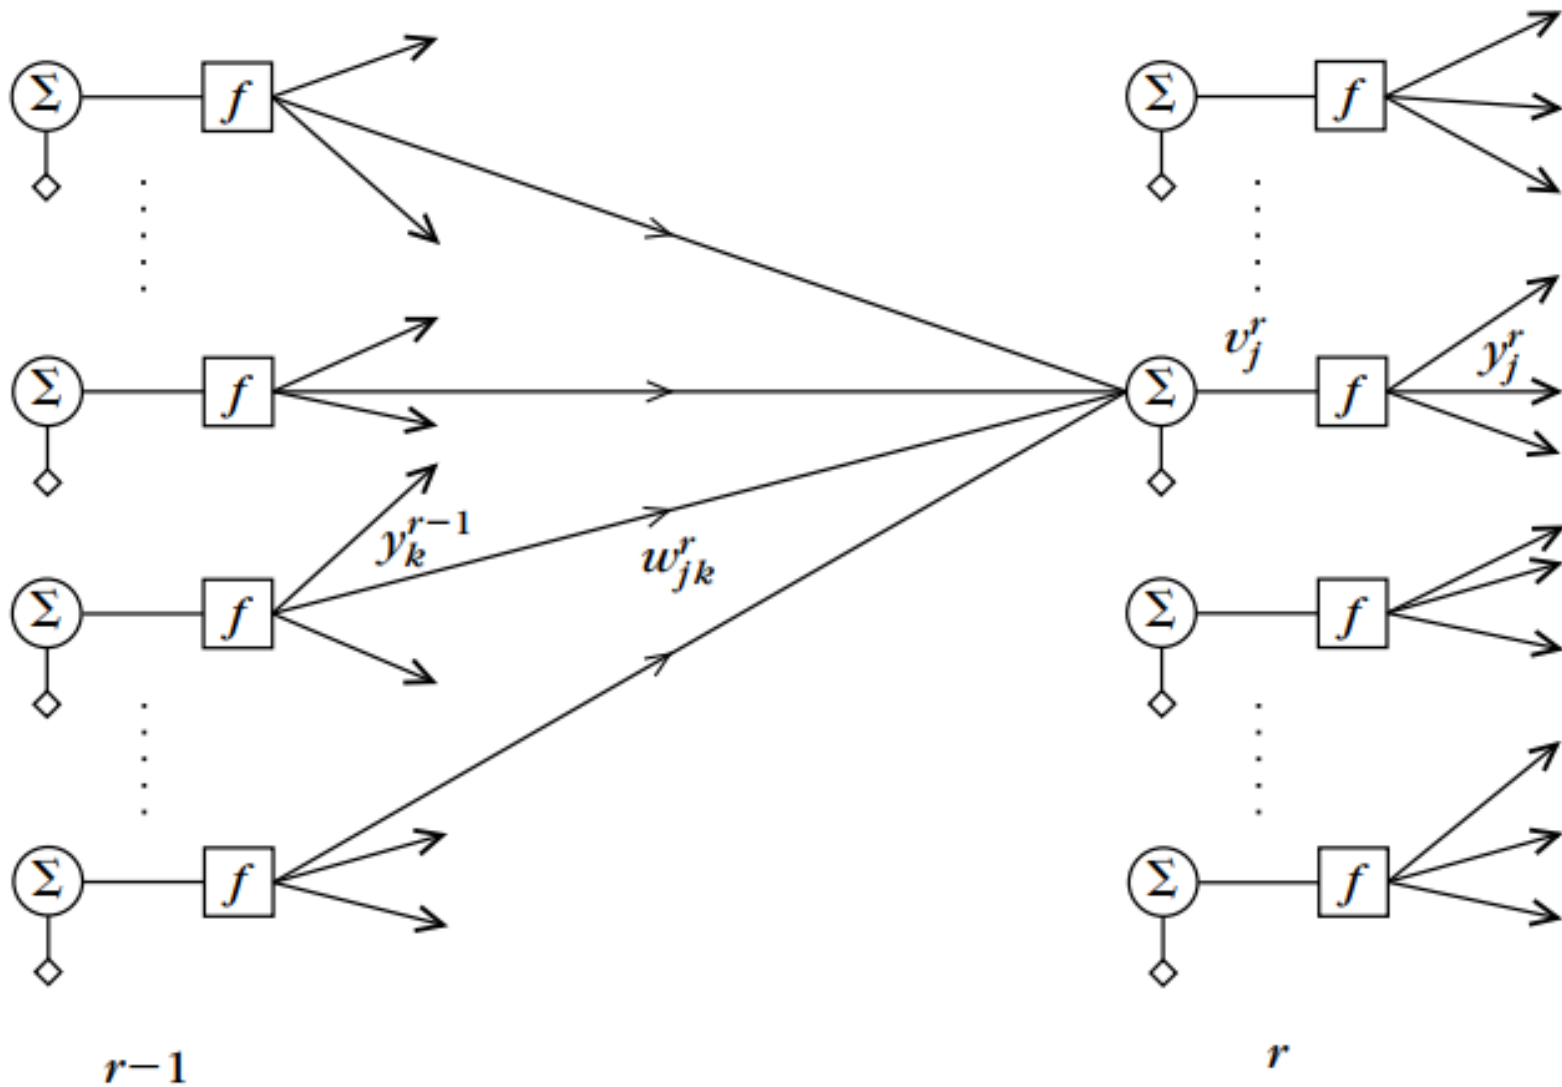 Σ f Σ f
Σ f Σ v_j^r f y_j^r
y_k^{r-1} w_{jk}^r
Σ f Σ f
Σ f Σ f
r-1 r